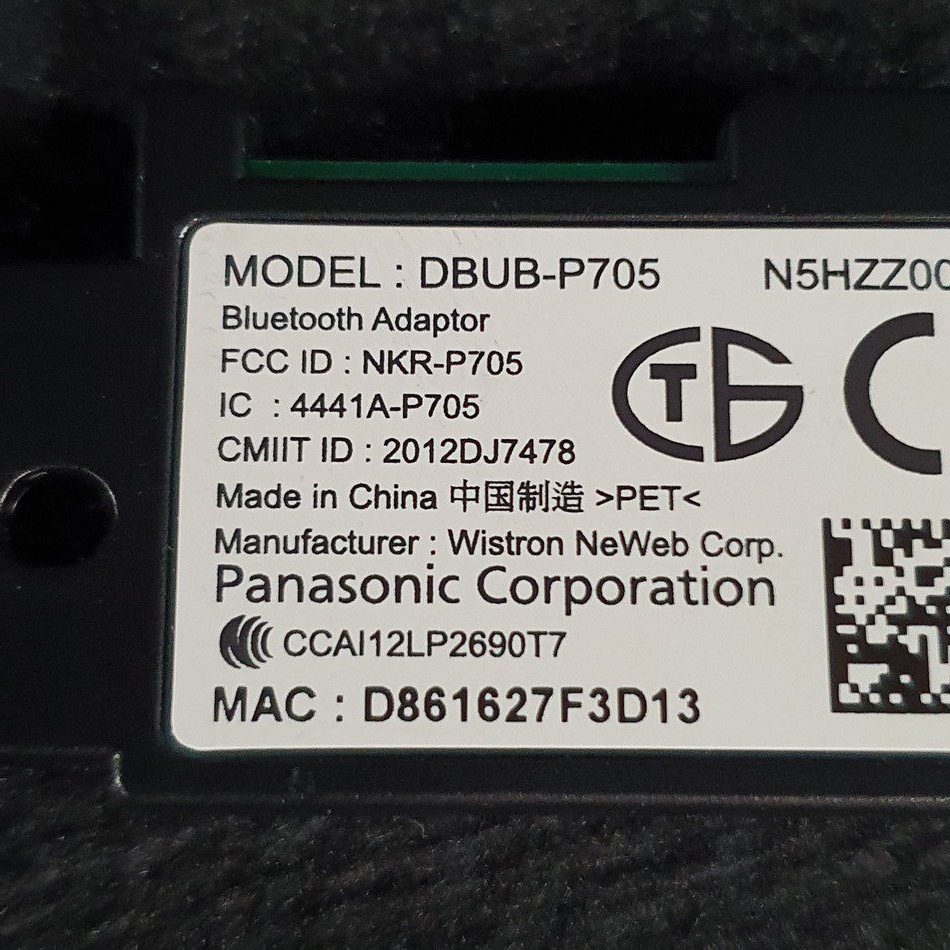 MODEL : DBUB-P705 N5HZZ00
Bluetooth Adaptor
FCC ID : NKR-P705
IC : 4441A-P705
CMIIT ID : 2012DJ7478
Made in China 中国制造 >PET<
Manufacturer : Wistron NeWeb Corp.
Panasonic Corporation
CCAI12LP2690T7
MAC : D861627F3D13